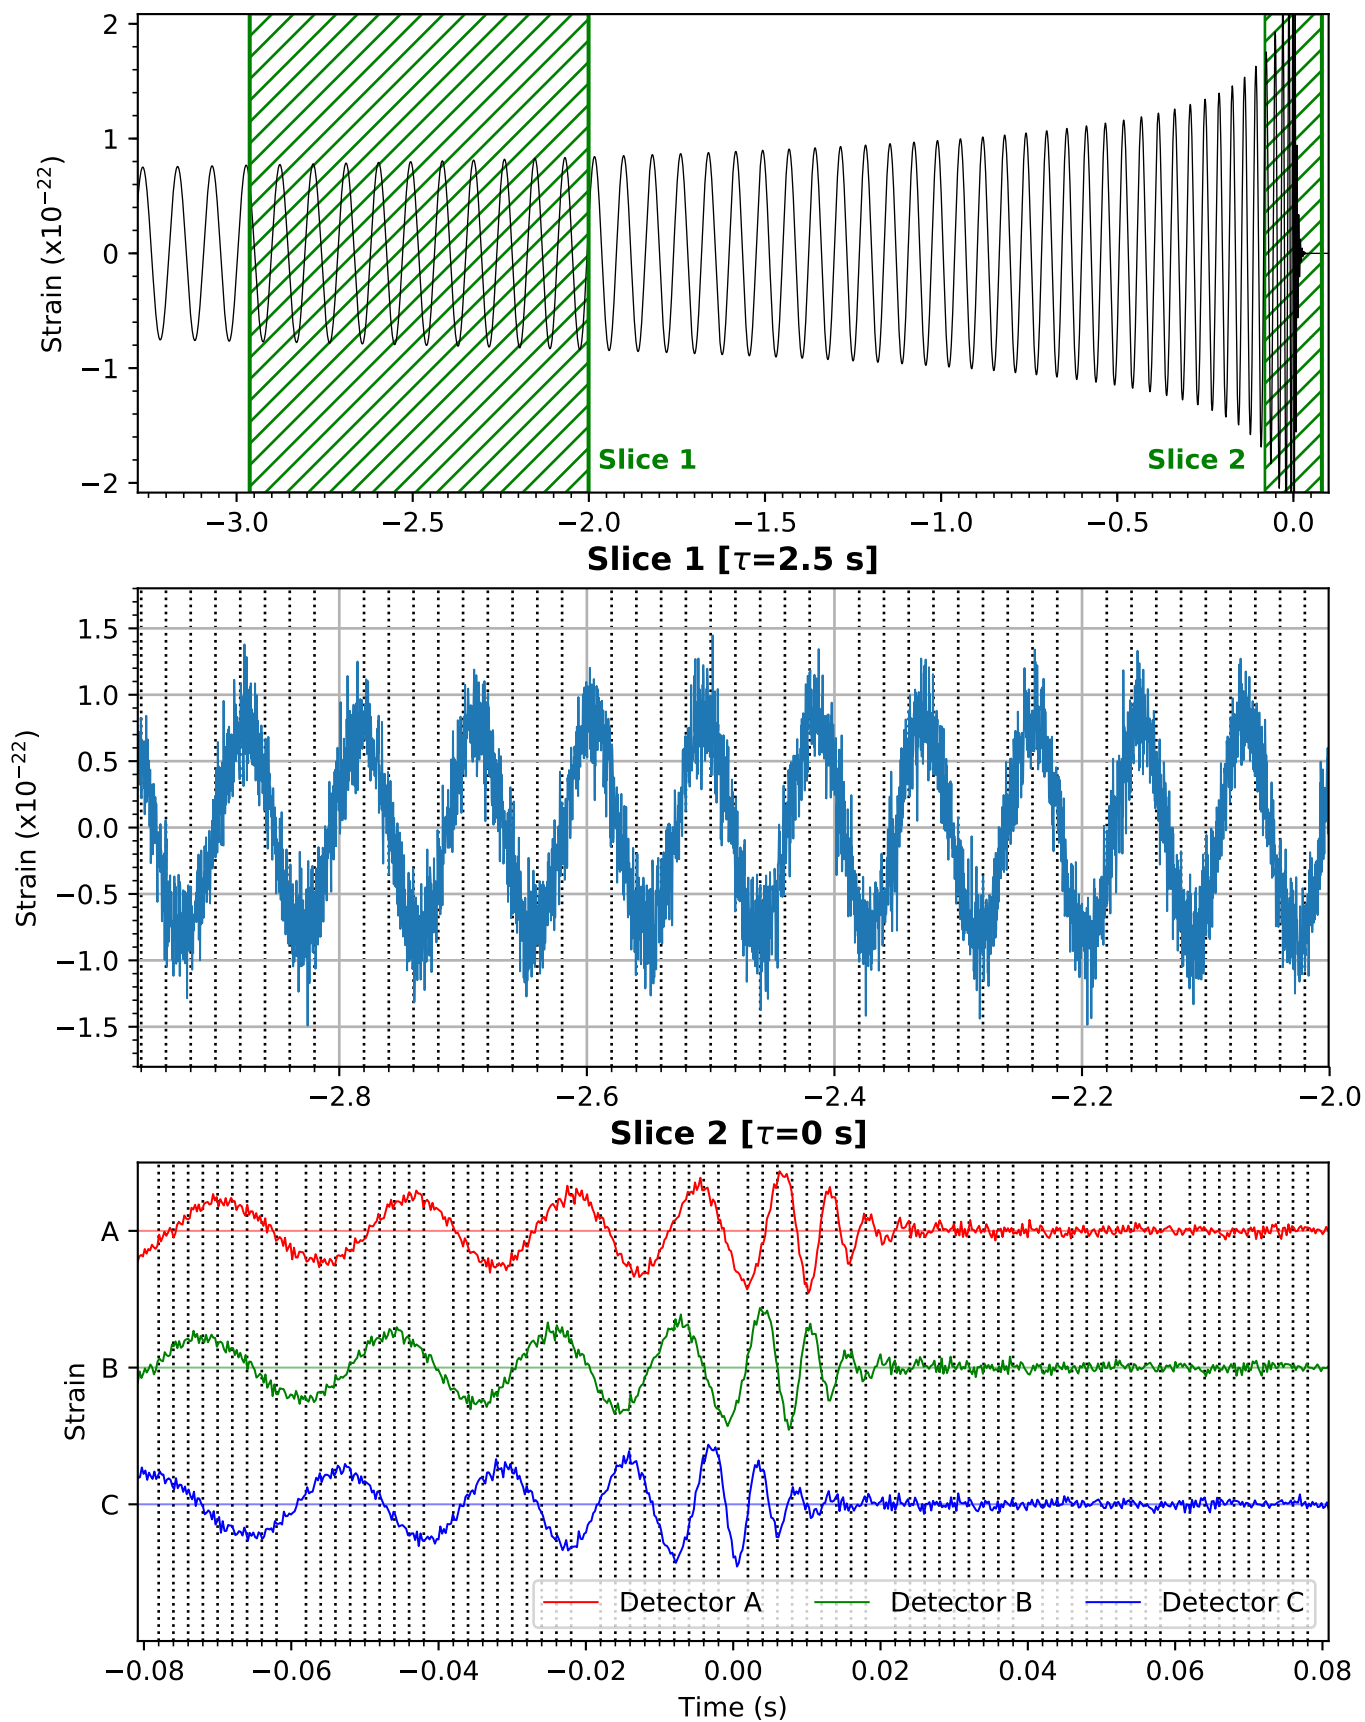 2
1
0
−1
−2
Strain (x10⁻²²)
Slice 1
Slice 2
−3.0 −2.5 −2.0 −1.5 −1.0 −0.5 0.0
Slice 1 [τ=2.5 s]
1.5
1.0
0.5
0.0
−0.5
−1.0
−1.5
Strain (x10⁻²²)
−2.8 −2.6 −2.4 −2.2 −2.0
Slice 2 [τ=0 s]
A
B
C
Strain
Detector A Detector B Detector C
−0.08 −0.06 −0.04 −0.02 0.00 0.02 0.04 0.06 0.08
Time (s)